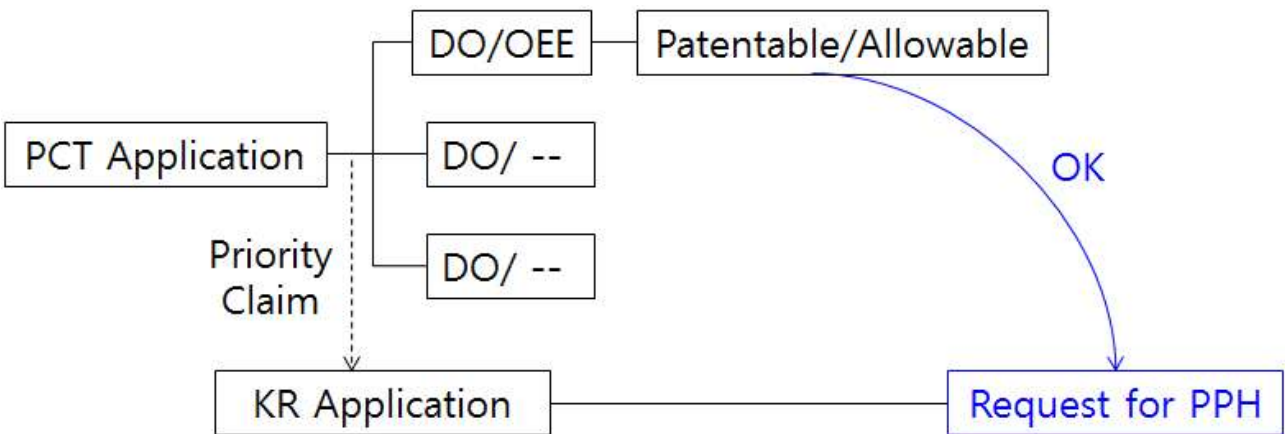 DO/OEE
Patentable/Allowable
PCT Application
DO/ --
OK
Priority
Claim
DO/ --
KR Application
Request for PPH